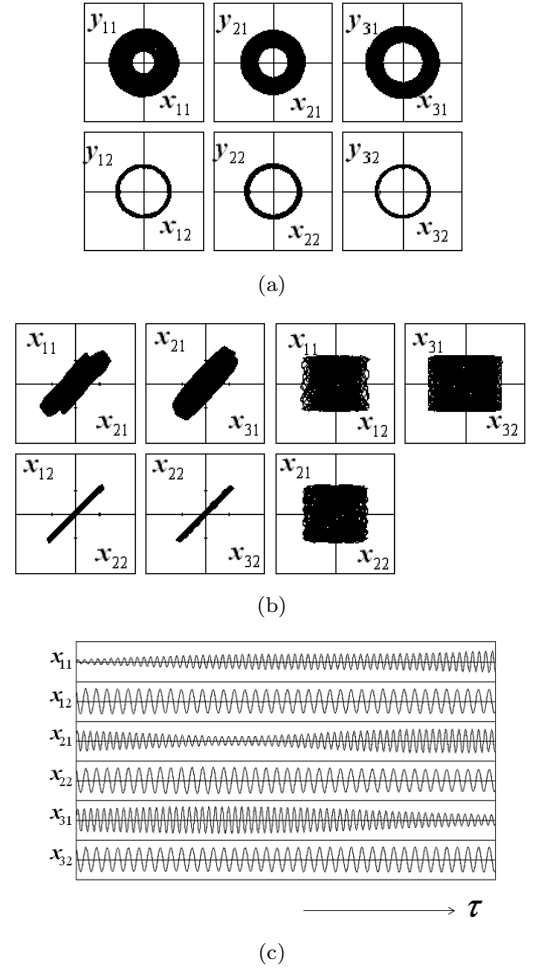 y11 y21 y31
x11 x21 x31
y12 y22 y32
x12 x22 x32
(a)
x11 x21 x11 x31
x21 x31 x12 x32
x12 x22 x21
x22 x32 x22
(b)
x11
x12
x21
x22
x31
x32
τ
(c)